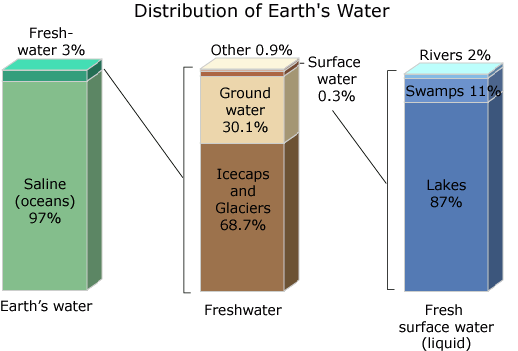 Distribution of Earth's Water
Fresh-
water 3%
Saline
(oceans)
97%
Earth’s water
Other 0.9%
Surface
water
0.3%
Ground
water
30.1%
Icecaps
and
Glaciers
68.7%
Freshwater
Rivers 2%
Swamps 11%
Lakes
87%
Fresh
surface water
(liquid)